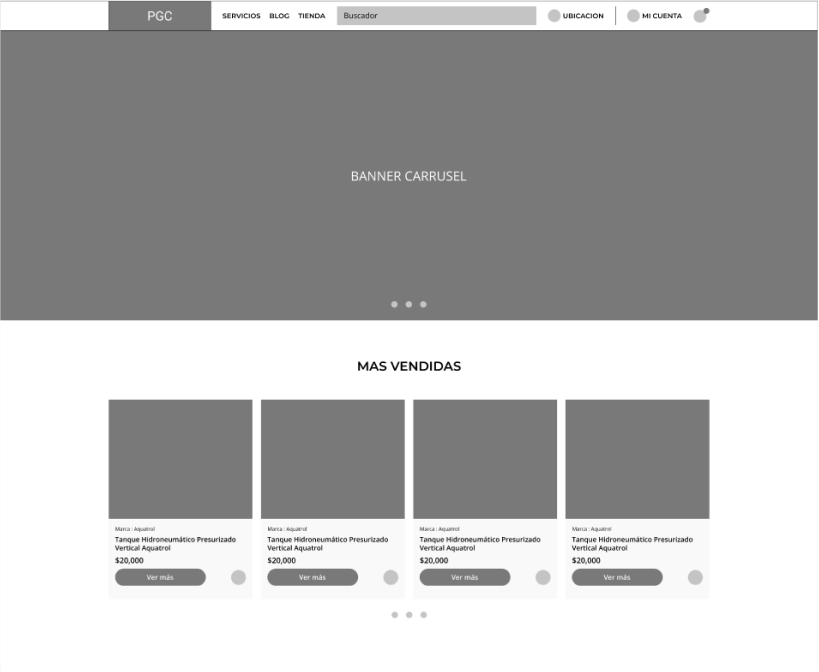 PGC
SERVICIOS BLOG TIENDA
Buscador
UBICACION
MI CUENTA
BANNER CARRUSEL
MAS VENDIDAS
Marca : Aquatrol
Tanque Hidroneumático Presurizado
Vertical Aquatrol
$20,000
Ver más
Marca : Aquatrol
Tanque Hidroneumático Presurizado
Vertical Aquatrol
$20,000
Ver más
Marca : Aquatrol
Tanque Hidroneumático Presurizado
Vertical Aquatrol
$20,000
Ver más
Marca : Aquatrol
Tanque Hidroneumático Presurizado
Vertical Aquatrol
$20,000
Ver más